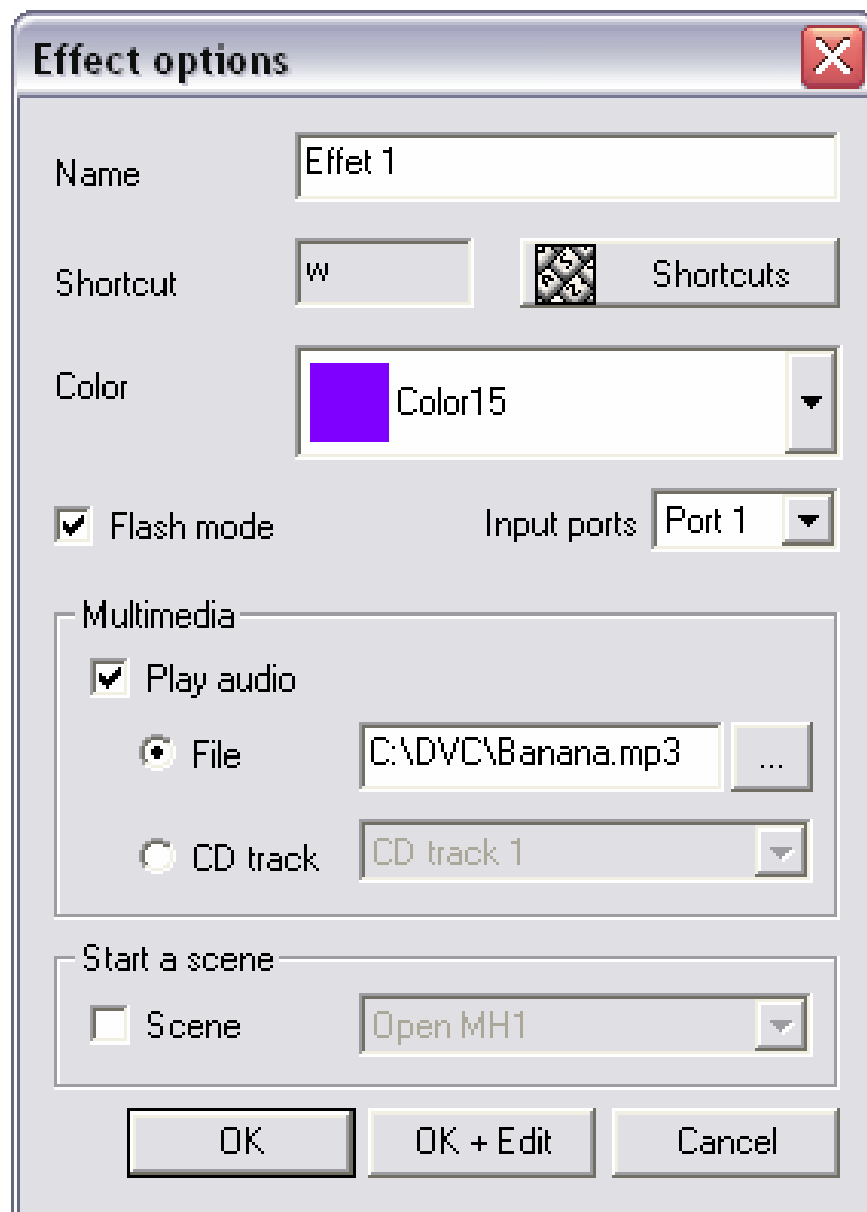 Effect options
Name Effet 1
Shortcut w Shortcuts
Color Color15
Flash mode Input ports Port 1
Multimedia
Play audio
File C:\DVC\Banana.mp3 ...
CD track CD track 1
Start a scene
Scene Open MH1
OK OK + Edit Cancel